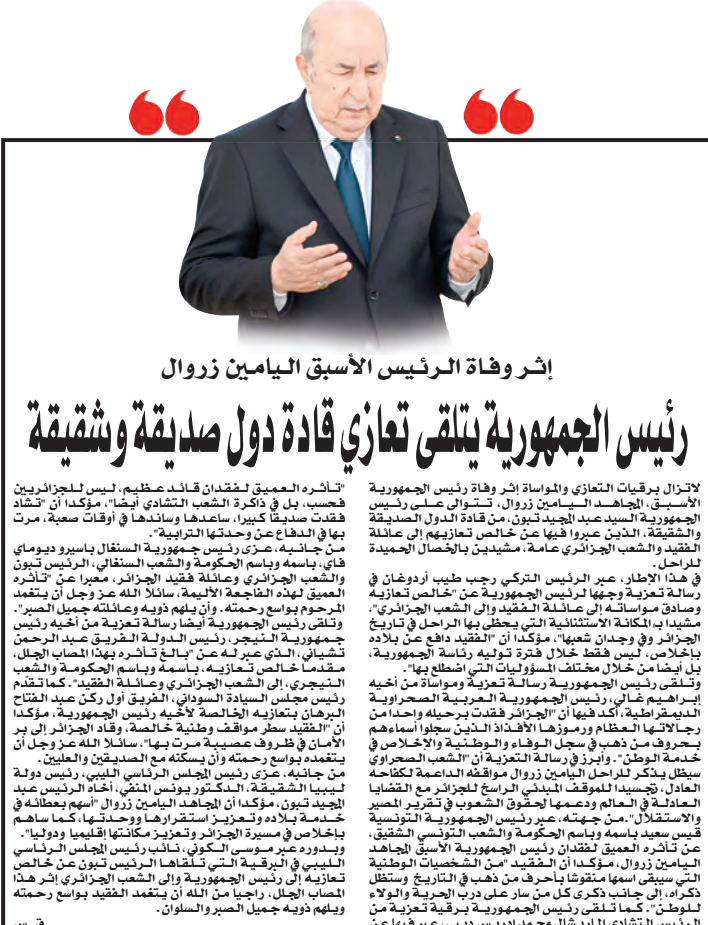 إثر وفاة الرئيس الأسبق اليامين زروال
رئيس الجمهورية يتلقى تعازي قادة دول صديقة وشقيقة
لاتزال برقيات التعازي والمواساة إثر وفاة رئيس الجمهورية
الأسبق، المجاهد اليامين زروال، تتوالى على رئيس
الجمهورية السيد عبد المجيد تبون، من قادة الدول الصديقة
والشقيقة، الذين عبروا فيها عن خالص تعازيهم إلى عائلة
الفقيد والشعب الجزائري عامة، مشيدين بالخصال الحميدة
للراحل.
في هذا الإطار، عبر الرئيس التركي رجب طيب أردوغان في
رسالة تعزية وجهها لرئيس الجمهورية عن "خالص تعازيه
وصادق مواساته إلى عائلة الفقيد وإلى الشعب الجزائري"،
مشيدا بـ"المكانة الاستثنائية التي يحظى بها الراحل في تاريخ
الجزائر وفي وجدان شعبها"، مؤكدا أن "الفقيد دافع عن بلاده
بإخلاص، ليس فقط خلال فترة توليه رئاسة الجمهورية،
بل أيضا من خلال مختلف المسؤوليات التي اضطلع بها".
وتلقى رئيس الجمهورية رسالة تعزية ومواساة من أخيه
إبراهيم غالي، رئيس الجمهورية العربية الصحراوية
الديمقراطية، أكد فيها أن "الجزائر فقدت برحيله واحدا من
رجالاتها العظام ورموزها الأفذاذ الذين سجلوا أسماءهم
بحروف من ذهب في سجل الوفاء والوطنية والإخلاص في
خدمة الوطن". وأبرز في رسالة التعزية أن "الشعب الصحراوي
سيظل يذكر للراحل اليامين زروال مواقفه الداعمة لكفاحه
العادل، تجسيدا للموقف المبدئي الراسخ للجزائر مع القضايا
العادلة في العالم ودعمها لحقوق الشعوب في تقرير المصير
والاستقلال".من جهته، عبر رئيس الجمهورية التونسية
قيس سعيد باسمه وباسم الحكومة والشعب التونسي الشقيق،
عن تأثره العميق لفقدان رئيس الجمهورية الأسبق المجاهد
اليامين زروال، مؤكدا أن الفقيد "من الشخصيات الوطنية
التي سيبقى اسمها منقوشا بأحرف من ذهب في التاريخ وستظل
ذكراه، إلى جانب ذكرى كل من سار على درب الحرية والولاء
للوطن". كما تلقى رئيس الجمهورية برقية تعزية من
الرئيس التشادي الماريشال محمد إدريس ديبي، عبر فيها عن
"تأثره العميق لفقدان قائد عظيم، ليس للجزائريين
فحسب، بل في ذاكرة الشعب التشادي أيضا"، مؤكدا أن "تشاد
فقدت صديقا كبيرا، ساعدها وساندها في أوقات صعبة، مرت
بها في الدفاع عن وحدتها الترابية".
من جانبه، عزى رئيس جمهورية السنغال باسيرو ديوماي
فاي، باسمه وباسم الحكومة والشعب السنغالي، الرئيس تبون
والشعب الجزائري وعائلة فقيد الجزائر، معبرا عن "تأثره
العميق لهذه الفاجعة الأليمة، سائلا الله عز وجل أن يتغمد
المرحوم بواسع رحمته، وأن يلهم ذويه وعائلته جميل الصبر".
وتلقى رئيس الجمهورية أيضا رسالة تعزية من أخيه رئيس
جمهورية النيجر، رئيس الدولة الفريق عبد الرحمن
تشياني، الذي عبر له عن "بالغ تأثره بهذا المصاب الجلل،
مقدما خالص تعازيه، باسمه وباسم الحكومة والشعب
النيجري، إلى الشعب الجزائري وعائلة الفقيد". كما تقدم
رئيس مجلس السيادة السوداني، الفريق أول ركن عبد الفتاح
البرهان بتعازيه الخالصة لأخيه رئيس الجمهورية، مؤكدا
أن "الفقيد سطر مواقف وطنية خالصة، وقاد الجزائر إلى بر
الأمان في ظروف عصيبة مرت بها"، سائلا الله عز وجل أن
يتغمده بواسع رحمته وأن يسكنه مع الصديقين والعليين.
من جانبه، عزى رئيس المجلس الرئاسي الليبي، رئيس دولة
ليبيا الشقيقة، الدكتور يونس المنفي، أخاه الرئيس عبد
المجيد تبون، مؤكدا أن المجاهد اليامين زروال "أسهم بعطائه في
خدمة بلاده وتعزيز استقرارها ووحدتها، كما ساهم
بإخلاص في مسيرة الجزائر وتعزيز مكانتها إقليميا ودوليا".
وبدوره عبر موسى الكوني، نائب رئيس المجلس الرئاسي
الليبي في البرقية التي تلقاها الرئيس تبون عن خالص
تعازيه إلى رئيس الجمهورية وإلى الشعب الجزائري إثر هذا
المصاب الجلل، راجيا من الله أن يتغمد الفقيد بواسع رحمته
ويلهم ذويه جميل الصبر والسلوان.